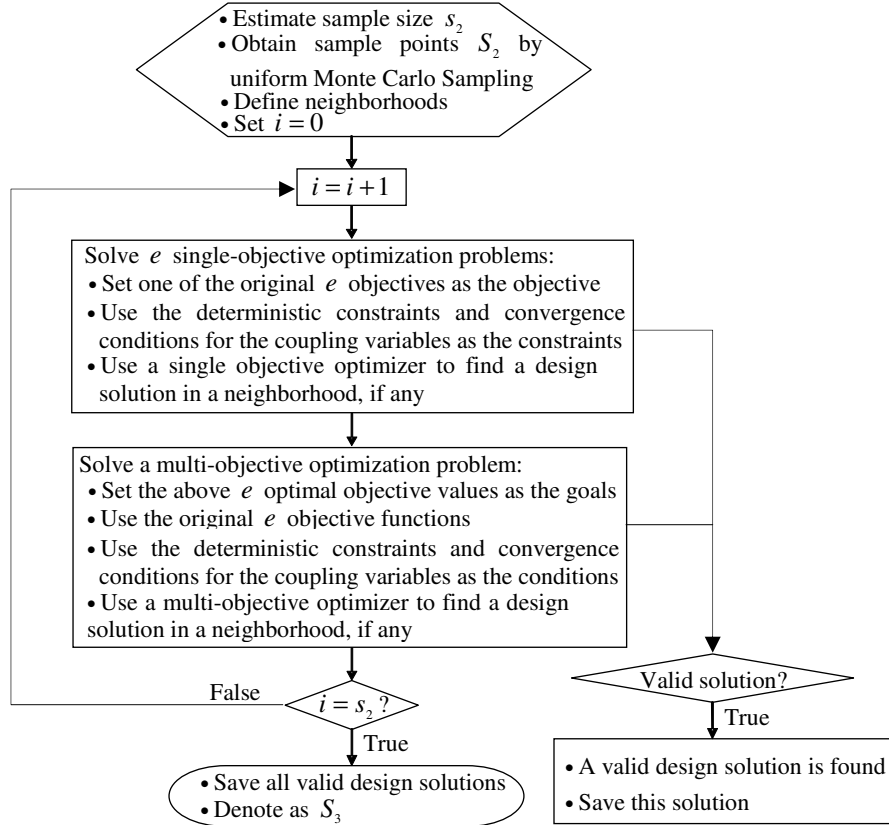 • Estimate sample size s₂
• Obtain sample points S₂ by
uniform Monte Carlo Sampling
• Define neighborhoods
• Set i = 0
i = i + 1
Solve e single-objective optimization problems:
• Set one of the original e objectives as the objective
• Use the deterministic constraints and convergence
conditions for the coupling variables as the constraints
• Use a single objective optimizer to find a design
solution in a neighborhood, if any
Solve a multi-objective optimization problem:
• Set the above e optimal objective values as the goals
• Use the original e objective functions
• Use the deterministic constraints and convergence
conditions for the coupling variables as the conditions
• Use a multi-objective optimizer to find a design
solution in a neighborhood, if any
False
i = s₂ ?
True
• Save all valid design solutions
• Denote as S₃
Valid solution?
True
• A valid design solution is found
• Save this solution